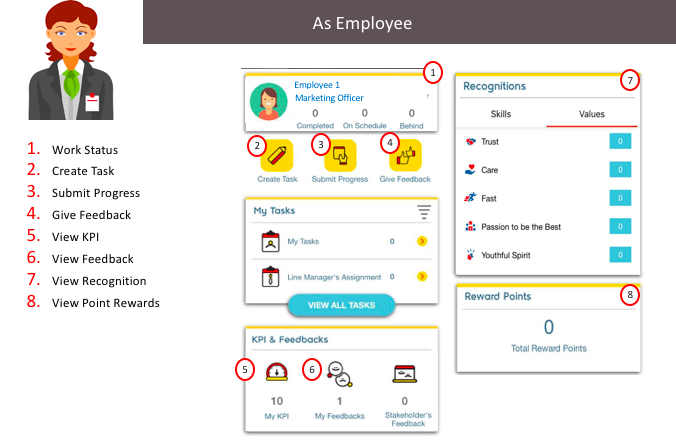 As Employee
1. Work Status
2. Create Task
3. Submit Progress
4. Give Feedback
5. View KPI
6. View Feedback
7. View Recognition
8. View Point Rewards
1
Employee 1
Marketing Officer
0 0 0
Completed On Schedule Behind
2 3 4
Create Task Submit Progress Give Feedback
My Tasks
My Tasks 0
Line Manager's Assignment 0
VIEW ALL TASKS
KPI & Feedbacks
5 6
10 1 0
My KPI My Feedbacks Stakeholder's
Feedback
7
Recognitions
Skills Values
Trust 0
Care 0
Fast 0
Passion to be the Best 0
Youthful Spirit 0
8
Reward Points
0
Total Reward Points